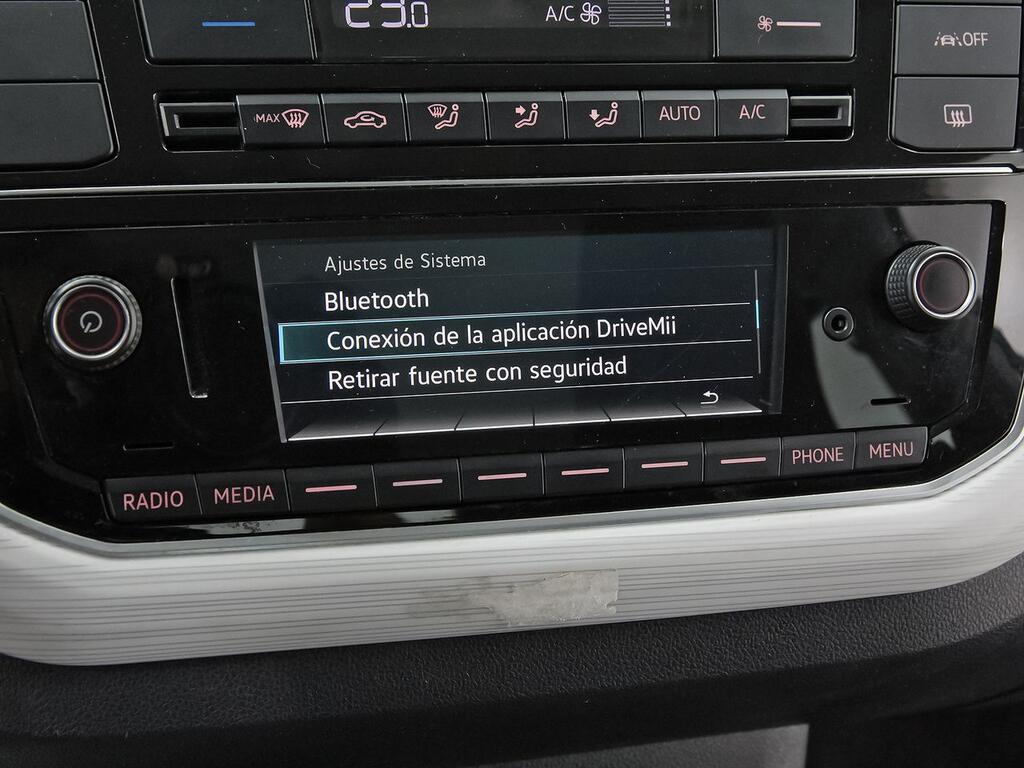 23.0
A/C
OFF
MAX
AUTO
A/C
Ajustes de Sistema
Bluetooth
Conexión de la aplicación DriveMii
Retirar fuente con seguridad
RADIO MEDIA PHONE MENU